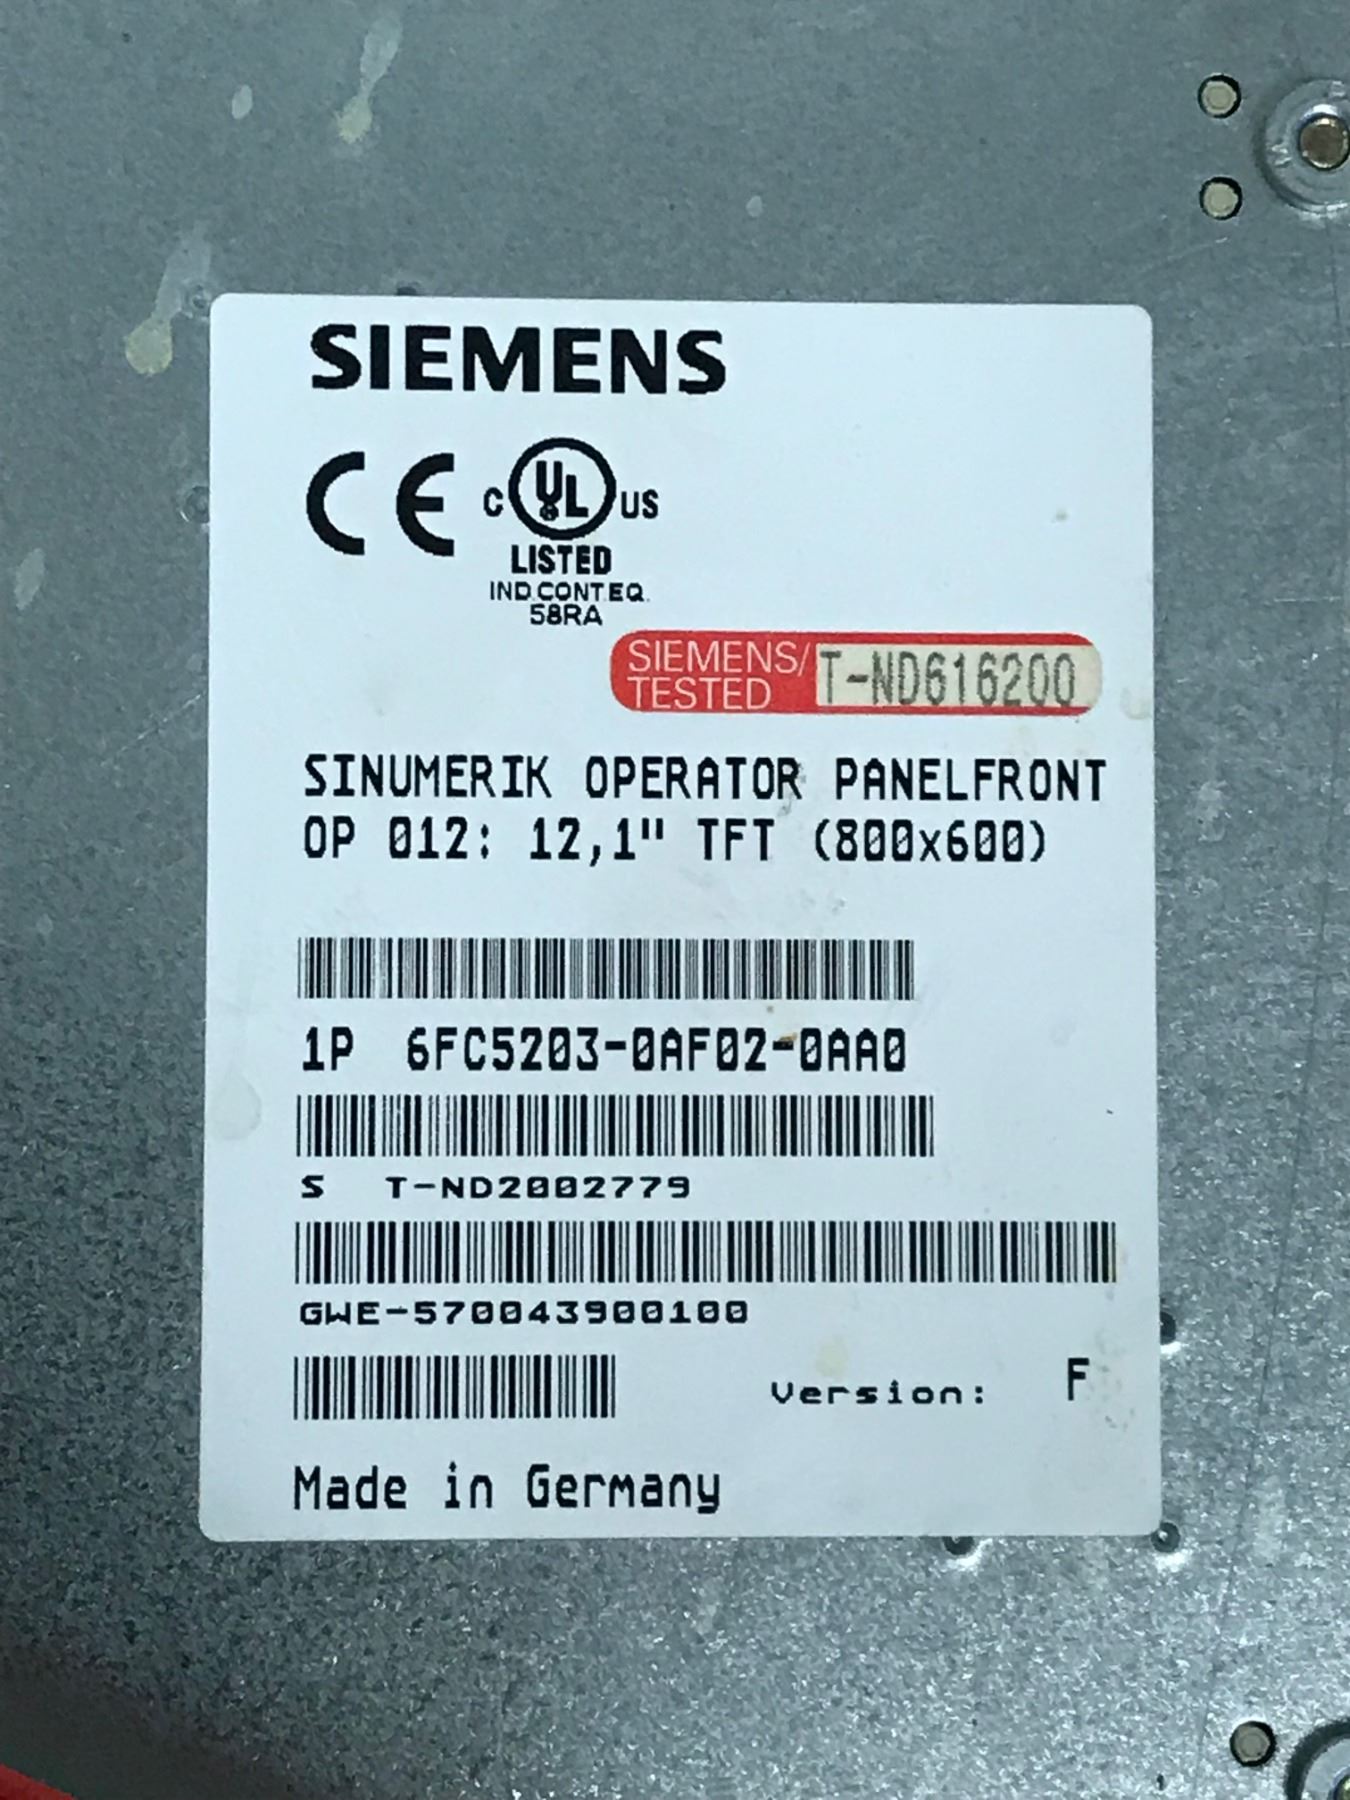 SIEMENS
CE C UL US
LISTED
IND.CONT.EQ.
58RA
SIEMENS/
TESTED T-ND616200
SINUMERIK OPERATOR PANELFRONT
OP 012: 12,1" TFT (800x600)
1P 6FC5203-0AF02-0AA0
S T-ND2002779
GWE-570043900100
Version: F
Made in Germany